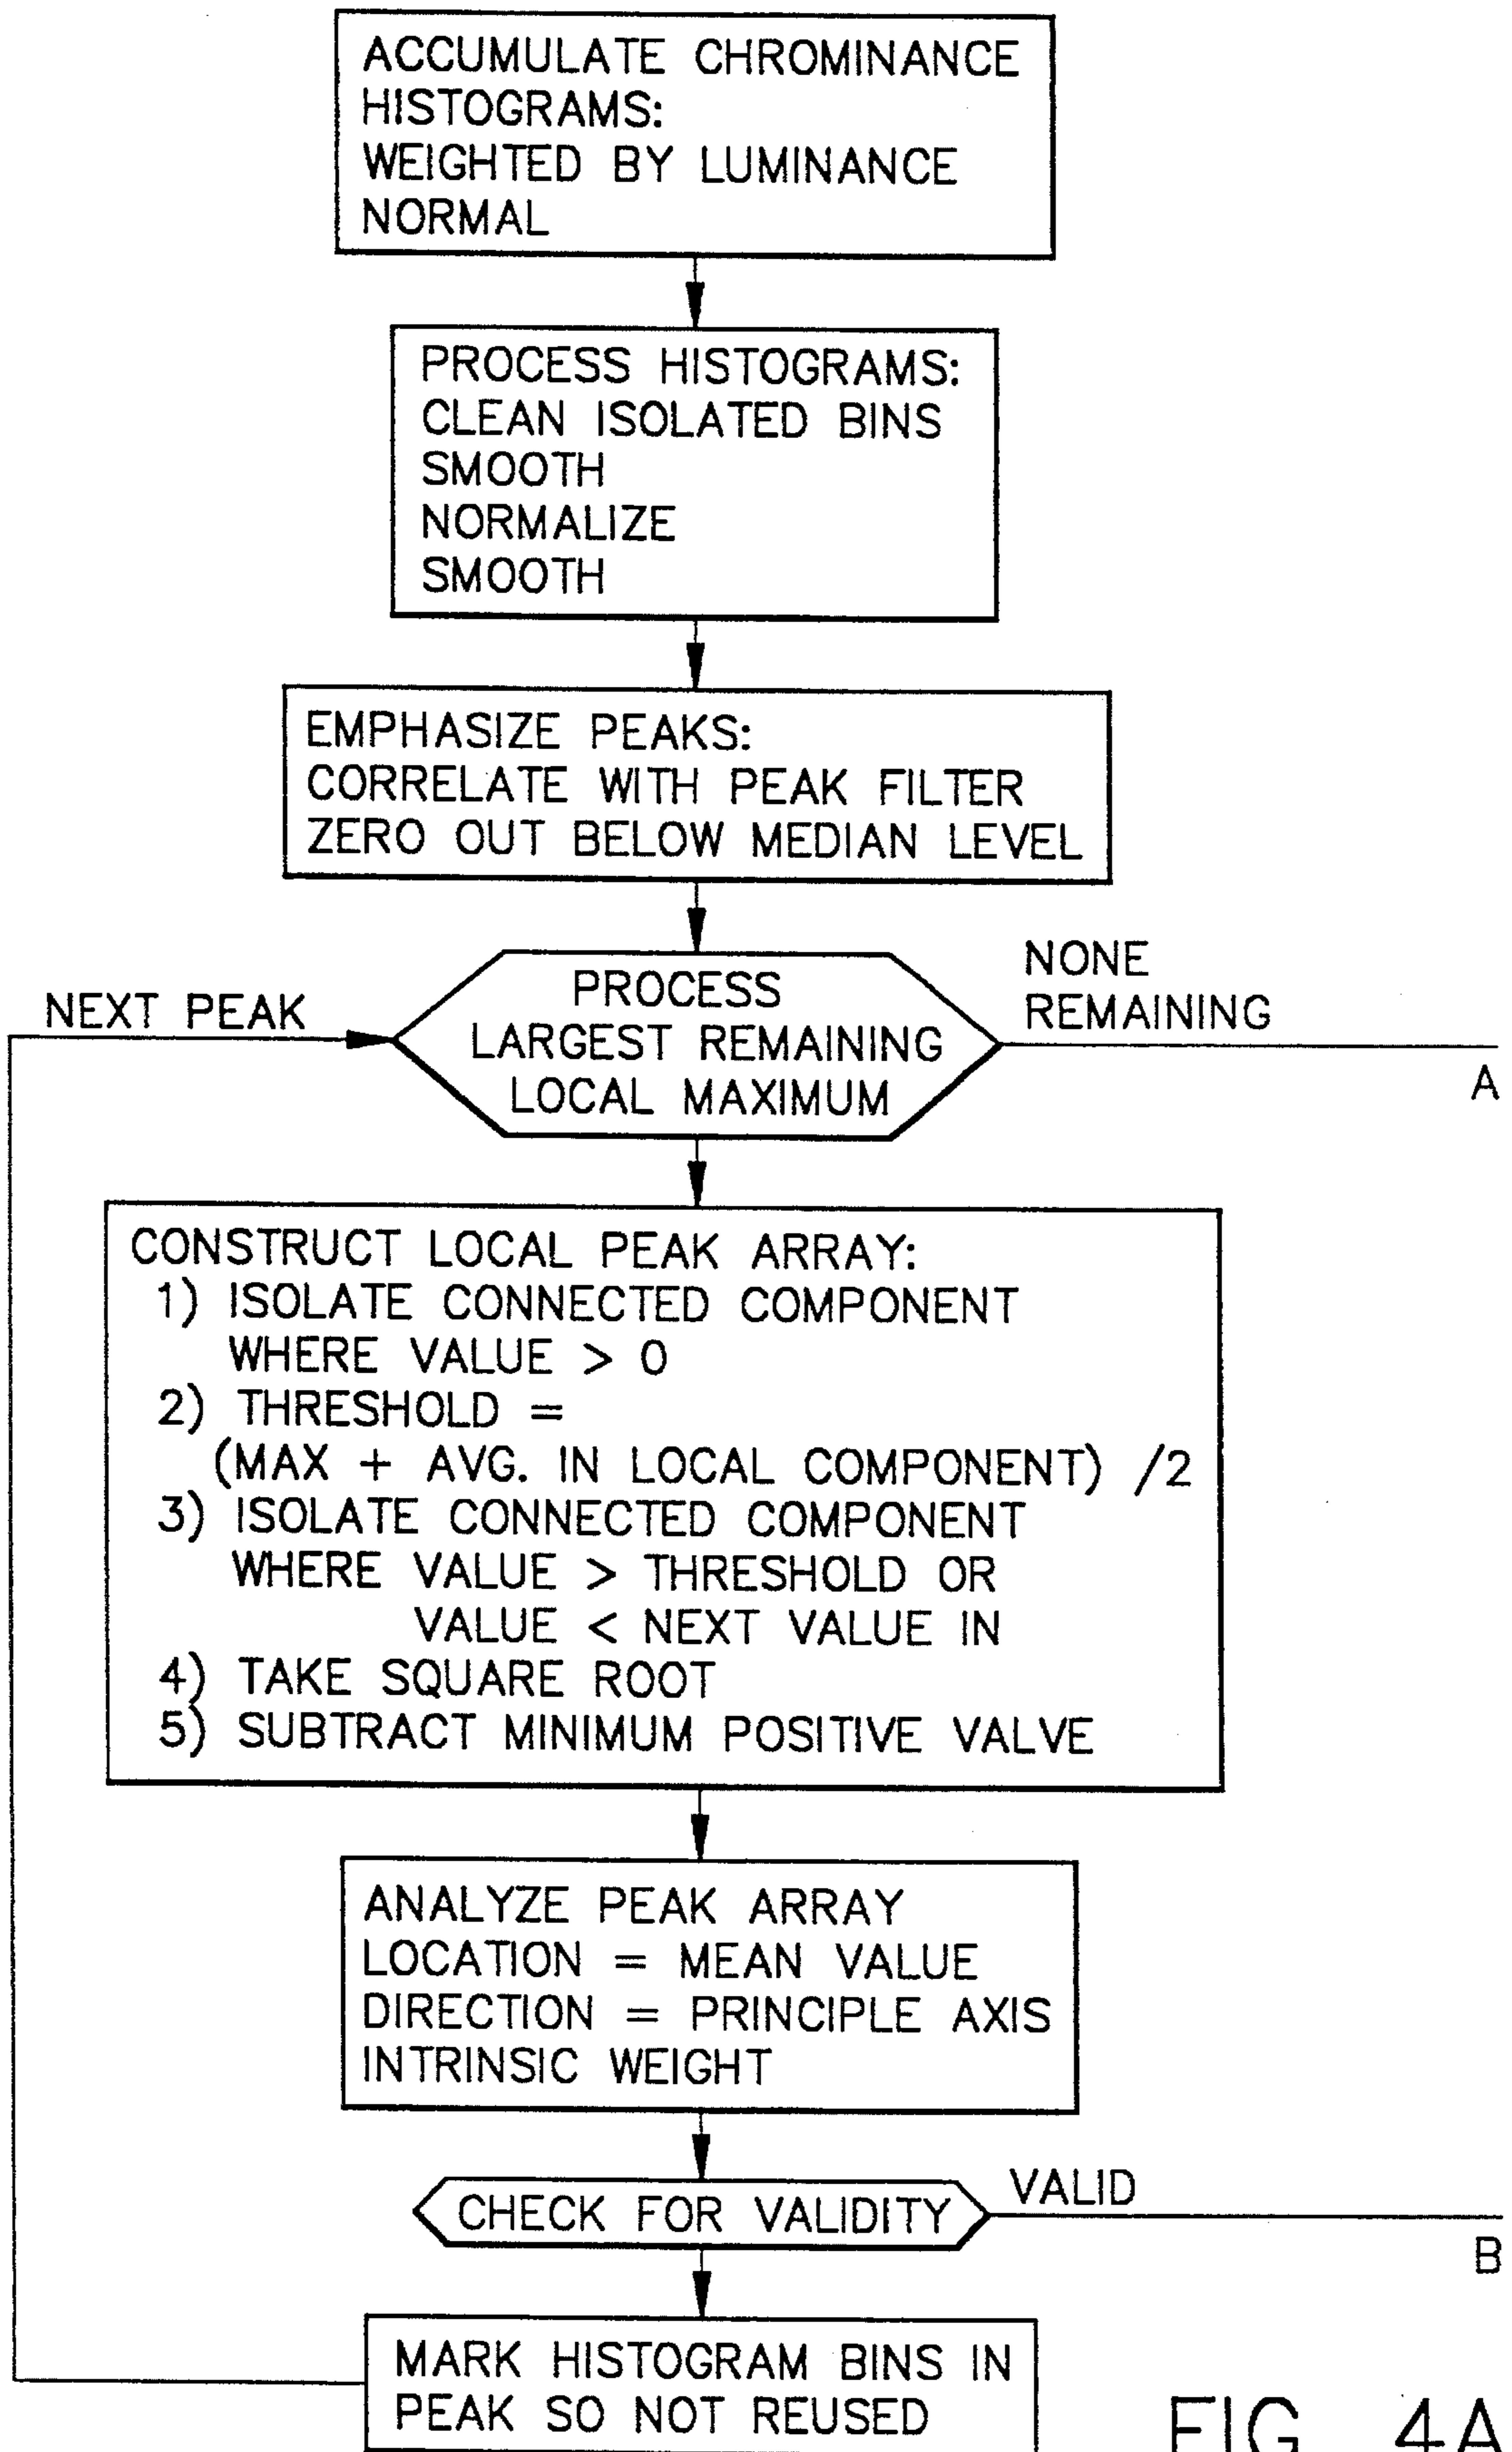 ACCUMULATE CHROMINANCE
HISTOGRAMS:
WEIGHTED BY LUMINANCE
NORMAL
PROCESS HISTOGRAMS:
CLEAN ISOLATED BINS
SMOOTH
NORMALIZE
SMOOTH
EMPHASIZE PEAKS:
CORRELATE WITH PEAK FILTER
ZERO OUT BELOW MEDIAN LEVEL
NEXT PEAK
PROCESS
LARGEST REMAINING
LOCAL MAXIMUM
NONE
REMAINING
A
CONSTRUCT LOCAL PEAK ARRAY:
1) ISOLATE CONNECTED COMPONENT
WHERE VALUE > 0
2) THRESHOLD =
(MAX + AVG. IN LOCAL COMPONENT) /2
3) ISOLATE CONNECTED COMPONENT
WHERE VALUE > THRESHOLD OR
VALUE < NEXT VALUE IN
4) TAKE SQUARE ROOT
5) SUBTRACT MINIMUM POSITIVE VALVE
ANALYZE PEAK ARRAY
LOCATION = MEAN VALUE
DIRECTION = PRINCIPLE AXIS
INTRINSIC WEIGHT
CHECK FOR VALIDITY
VALID
B
MARK HISTOGRAM BINS IN
PEAK SO NOT REUSED
FIG. 4A